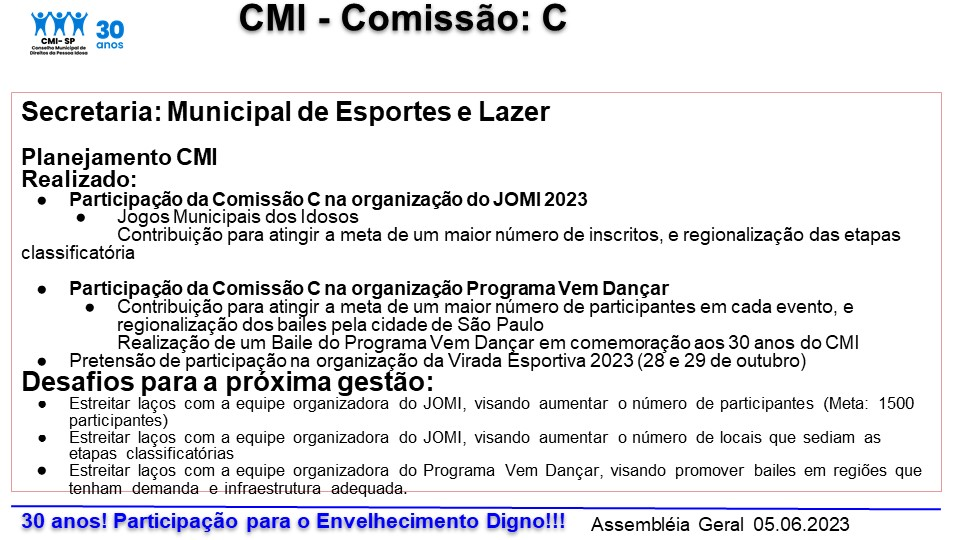 CMI - Comissão: C
CMI- SP
Conselho Municipal de
Direitos da Pessoa Idosa
30
anos
Secretaria: Municipal de Esportes e Lazer
Planejamento CMI
Realizado:
● Participação da Comissão C na organização do JOMI 2023
● Jogos Municipais dos Idosos
Contribuição para atingir a meta de um maior número de inscritos, e regionalização das etapas
classificatória
● Participação da Comissão C na organização Programa Vem Dançar
● Contribuição para atingir a meta de um maior número de participantes em cada evento, e
regionalização dos bailes pela cidade de São Paulo
Realização de um Baile do Programa Vem Dançar em comemoração aos 30 anos do CMI
● Pretensão de participação na organização da Virada Esportiva 2023 (28 e 29 de outubro)
Desafios para a próxima gestão:
● Estreitar laços com a equipe organizadora do JOMI, visando aumentar o número de participantes (Meta: 1500
participantes)
● Estreitar laços com a equipe organizadora do JOMI, visando aumentar o número de locais que sediam as
etapas classificatórias
● Estreitar laços com a equipe organizadora do Programa Vem Dançar, visando promover bailes em regiões que
tenham demanda e infraestrutura adequada.
30 anos! Participação para o Envelhecimento Digno!!! Assembléia Geral 05.06.2023